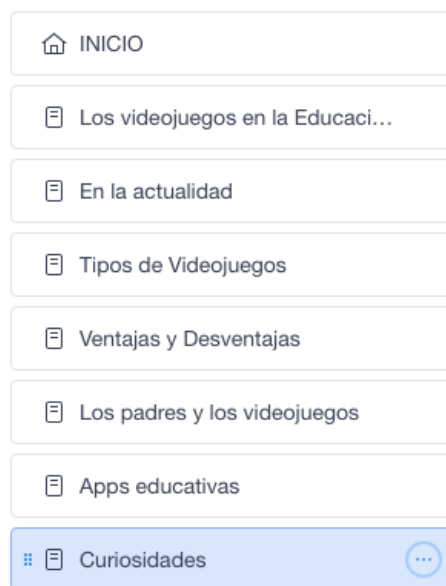 INICIO
Los videojuegos en la Educaci...
En la actualidad
Tipos de Videojuegos
Ventajas y Desventajas
Los padres y los videojuegos
Apps educativas
Curiosidades